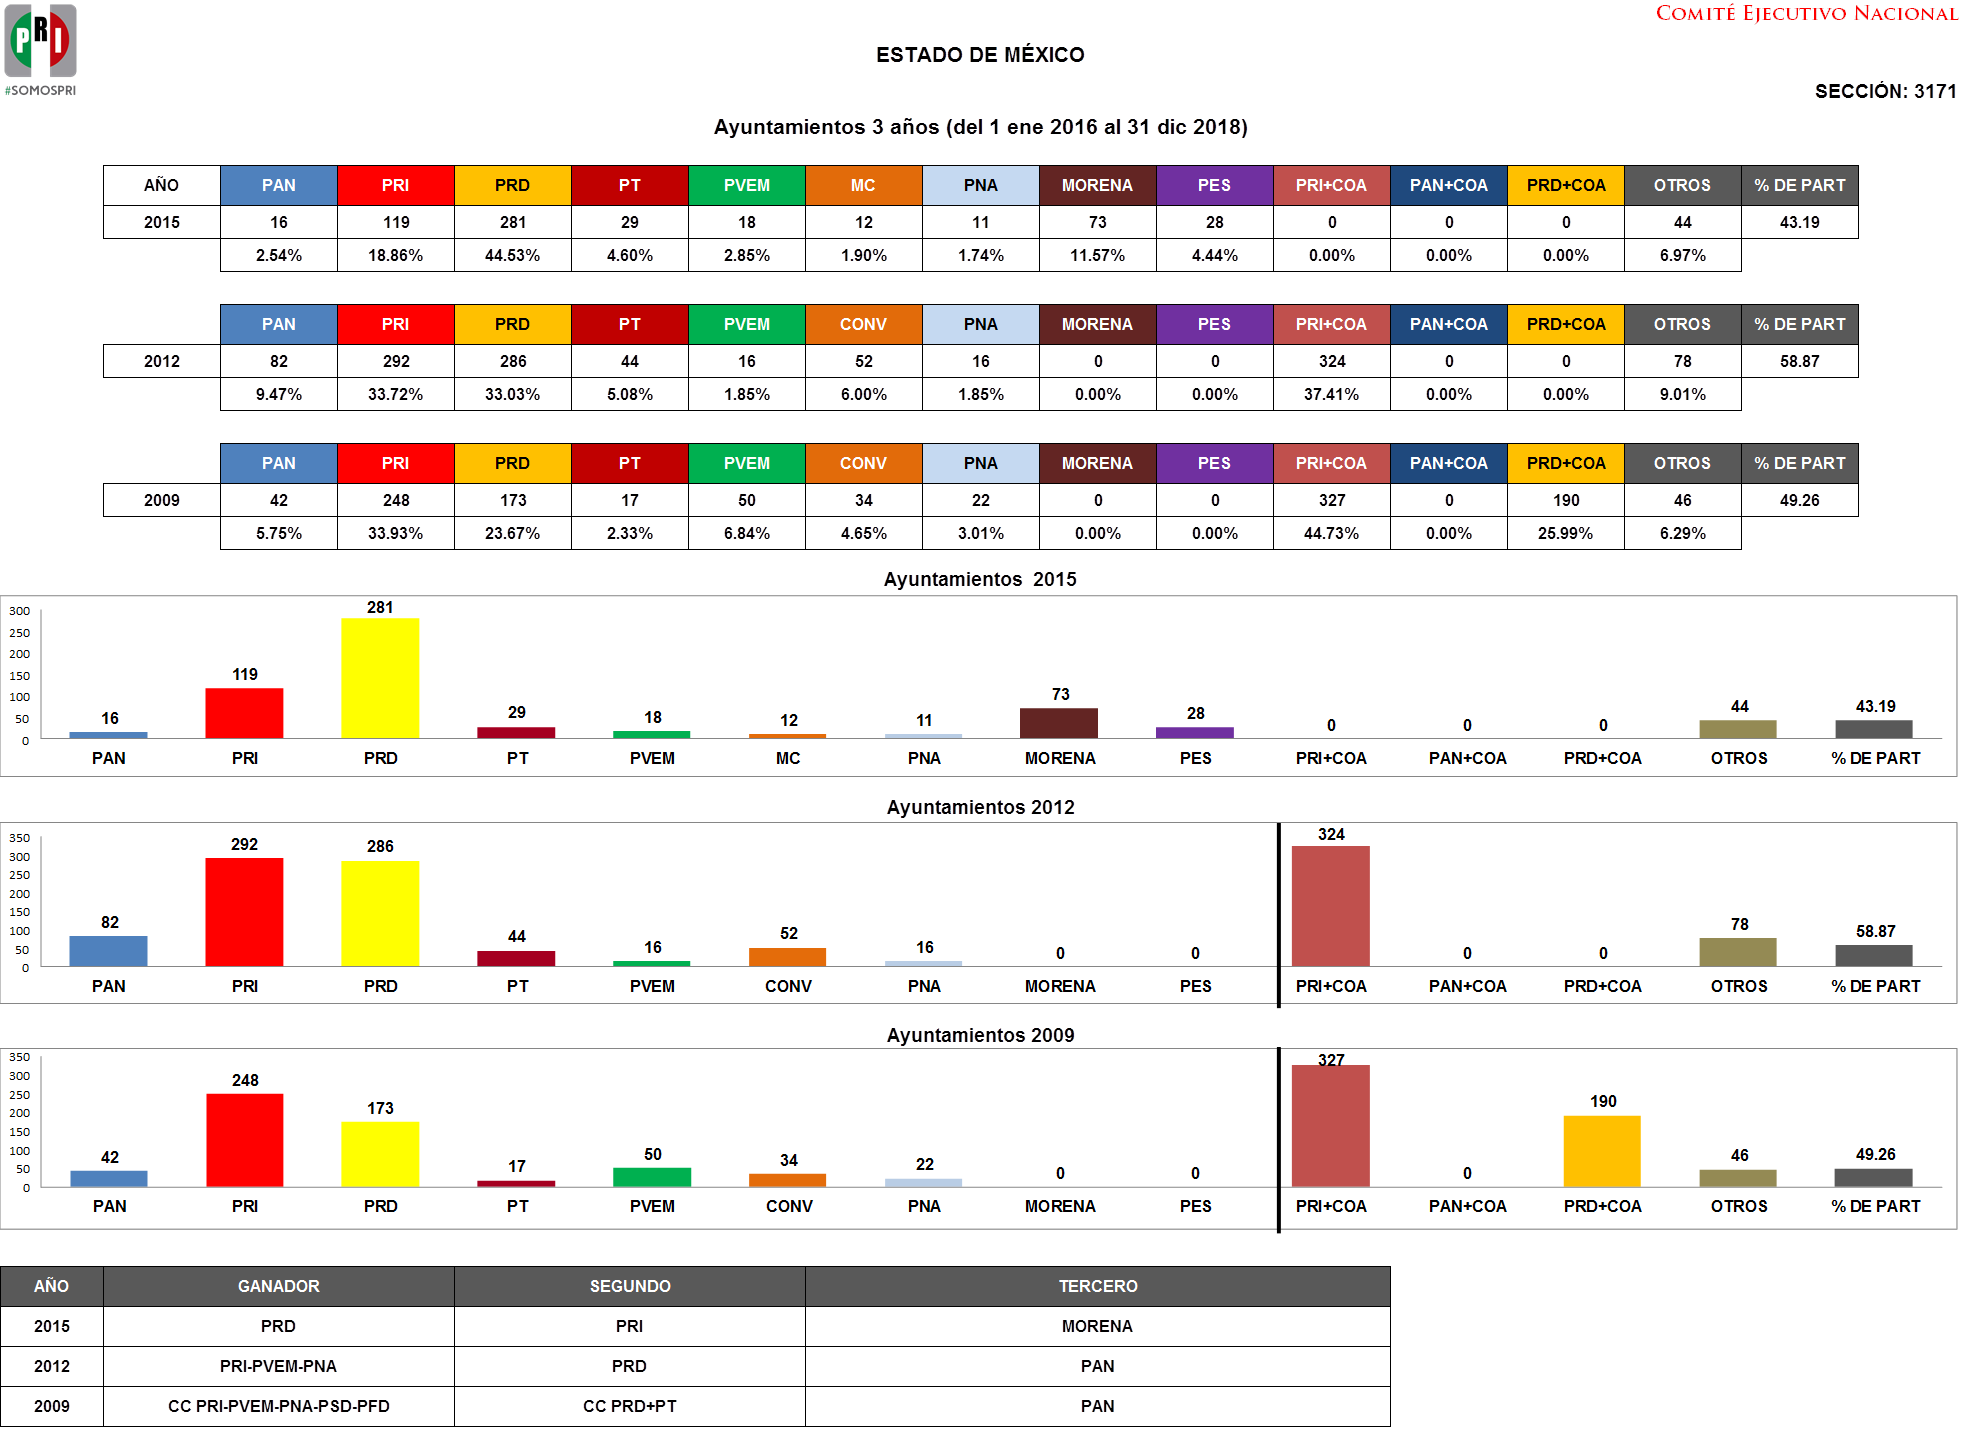 COMITÉ EJECUTIVO NACIONAL
PRI
#SOMOSPRI
ESTADO DE MÉXICO
SECCIÓN: 3171
Ayuntamientos 3 años (del 1 ene 2016 al 31 dic 2018)
AÑO PAN PRI PRD PT PVEM MC PNA MORENA PES PRI+COA PAN+COA PRD+COA OTROS % DE PART
2015 16 119 281 29 18 12 11 73 28 0 0 0 44 43.19
2.54% 18.86% 44.53% 4.60% 2.85% 1.90% 1.74% 11.57% 4.44% 0.00% 0.00% 0.00% 6.97%
PAN PRI PRD PT PVEM CONV PNA MORENA PES PRI+COA PAN+COA PRD+COA OTROS % DE PART
2012 82 292 286 44 16 52 16 0 0 324 0 0 78 58.87
9.47% 33.72% 33.03% 5.08% 1.85% 6.00% 1.85% 0.00% 0.00% 37.41% 0.00% 0.00% 9.01%
PAN PRI PRD PT PVEM CONV PNA MORENA PES PRI+COA PAN+COA PRD+COA OTROS % DE PART
2009 42 248 173 17 50 34 22 0 0 327 0 190 46 49.26
5.75% 33.93% 23.67% 2.33% 6.84% 4.65% 3.01% 0.00% 0.00% 44.73% 0.00% 25.99% 6.29%
Ayuntamientos 2015
300
250
200
150
100
50
0
16 119 281 29 18 12 11 73 28 0 0 0 44 43.19
PAN PRI PRD PT PVEM MC PNA MORENA PES PRI+COA PAN+COA PRD+COA OTROS % DE PART
Ayuntamientos 2012
350
300
250
200
150
100
50
0
82 292 286 44 16 52 16 0 0 324 0 0 78 58.87
PAN PRI PRD PT PVEM CONV PNA MORENA PES PRI+COA PAN+COA PRD+COA OTROS % DE PART
Ayuntamientos 2009
350
300
250
200
150
100
50
0
42 248 173 17 50 34 22 0 0 327 0 190 46 49.26
PAN PRI PRD PT PVEM CONV PNA MORENA PES PRI+COA PAN+COA PRD+COA OTROS % DE PART
AÑO GANADOR SEGUNDO TERCERO
2015 PRD PRI MORENA
2012 PRI-PVEM-PNA PRD PAN
2009 CC PRI-PVEM-PNA-PSD-PFD CC PRD+PT PAN